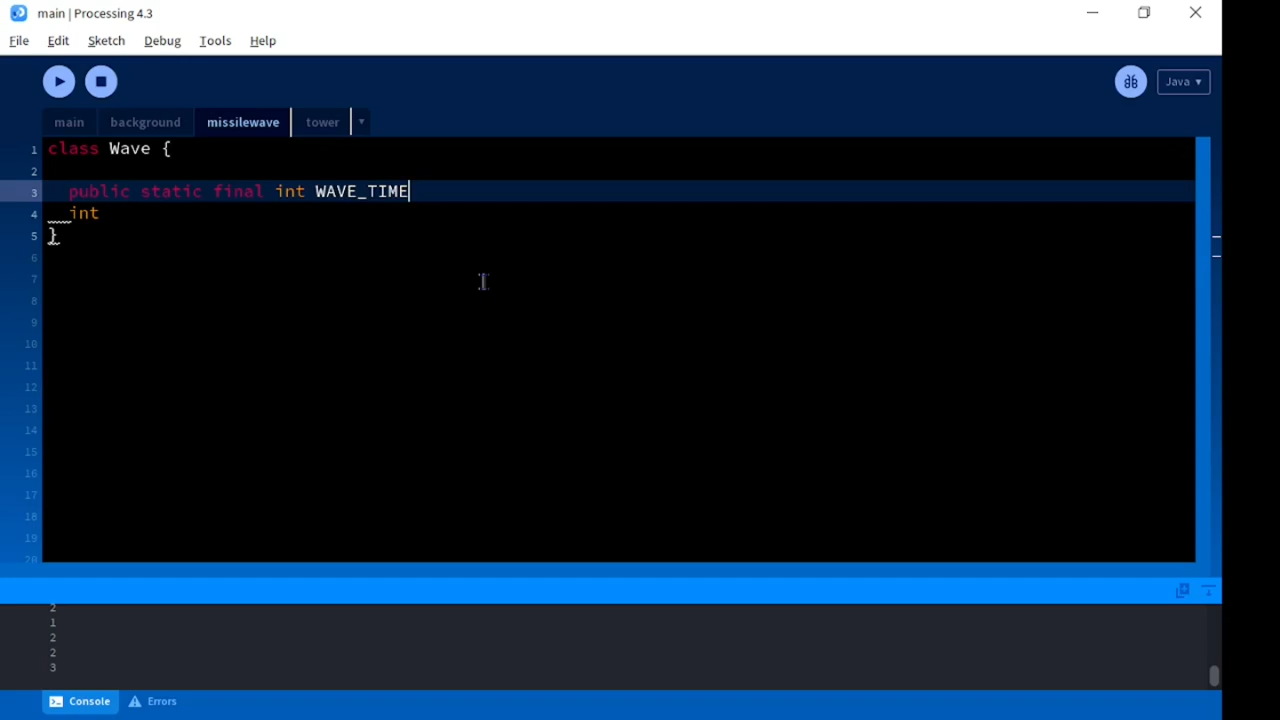 main | Processing 4.3
File Edit Sketch Debug Tools Help
Java ▾
main background missilewave tower ▾
1 class Wave {
2
3 public static final int WAVE_TIME
4 int
5 }
6
7
8
9
10
11
12
13
14
15
16
17
18
19
20
2
1
2
2
3
Console Errors